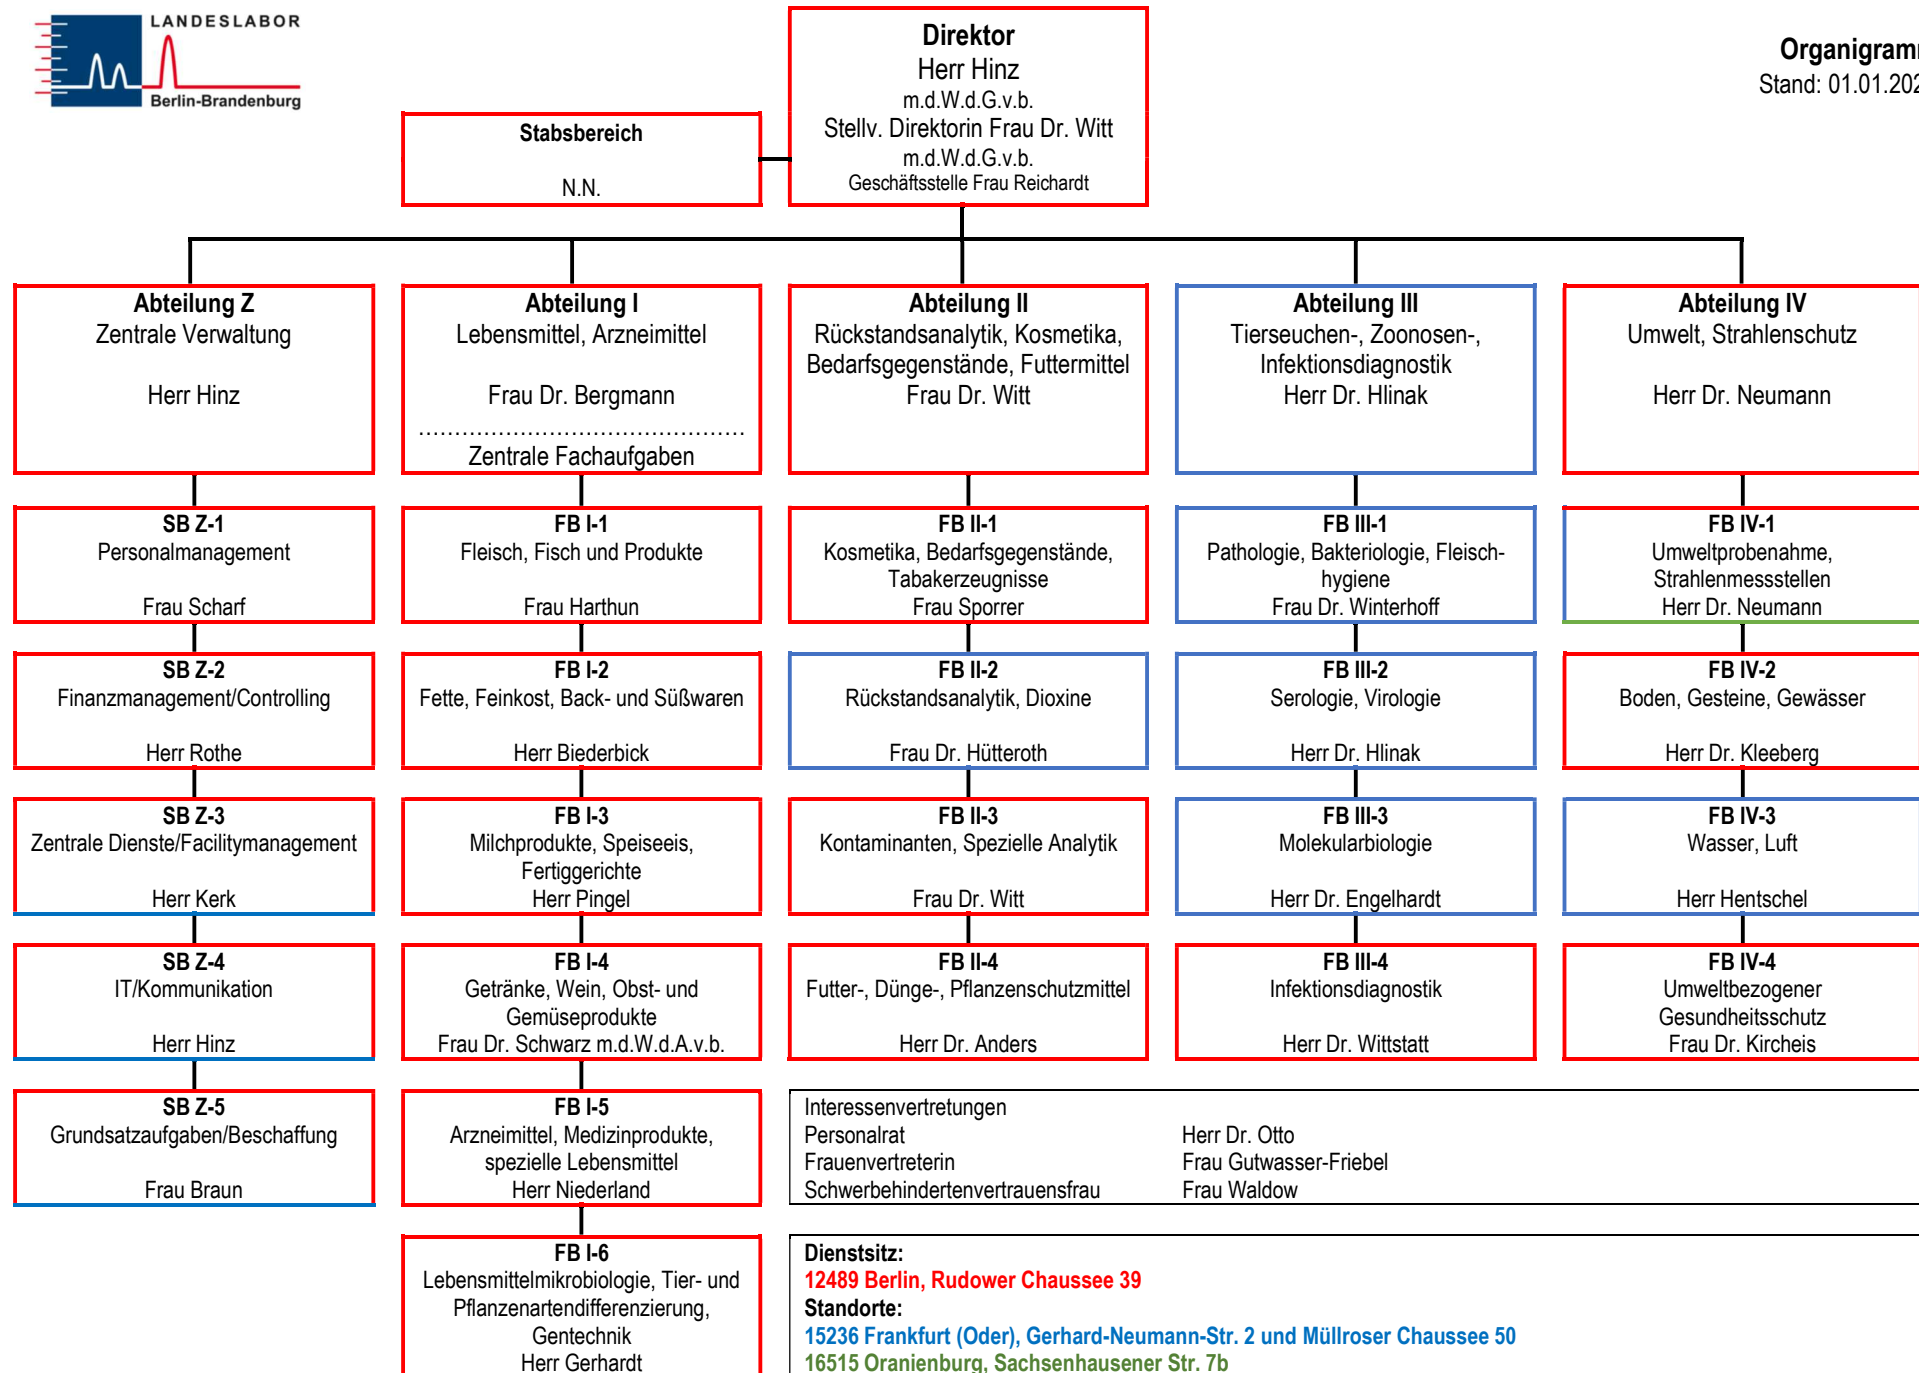 LANDESLABOR
Berlin-Brandenburg
Direktor
Herr Hinz
m.d.W.d.G.v.b.
Stellv. Direktorin Frau Dr. Witt
m.d.W.d.G.v.b.
Geschäftsstelle Frau Reichardt
Organigramm
Stand: 01.01.202
Stabsbereich
N.N.
Abteilung Z
Zentrale Verwaltung
Herr Hinz
Abteilung I
Lebensmittel, Arzneimittel
Frau Dr. Bergmann
.............................................
Zentrale Fachaufgaben
Abteilung II
Rückstandsanalytik, Kosmetika,
Bedarfsgegenstände, Futtermittel
Frau Dr. Witt
Abteilung III
Tierseuchen-, Zoonosen-,
Infektionsdiagnostik
Herr Dr. Hlinak
Abteilung IV
Umwelt, Strahlenschutz
Herr Dr. Neumann
SB Z-1
Personalmanagement
Frau Scharf
FB I-1
Fleisch, Fisch und Produkte
Frau Harthun
FB II-1
Kosmetika, Bedarfsgegenstände,
Tabakerzeugnisse
Frau Sporrer
FB III-1
Pathologie, Bakteriologie, Fleisch-
hygiene
Frau Dr. Winterhoff
FB IV-1
Umweltprobenahme,
Strahlenmessstellen
Herr Dr. Neumann
SB Z-2
Finanzmanagement/Controlling
Herr Rothe
FB I-2
Fette, Feinkost, Back- und Süßwaren
Herr Biederbick
FB II-2
Rückstandsanalytik, Dioxine
Frau Dr. Hütteroth
FB III-2
Serologie, Virologie
Herr Dr. Hlinak
FB IV-2
Boden, Gesteine, Gewässer
Herr Dr. Kleeberg
SB Z-3
Zentrale Dienste/Facilitymanagement
Herr Kerk
FB I-3
Milchprodukte, Speiseeis,
Fertiggerichte
Herr Pingel
FB II-3
Kontaminanten, Spezielle Analytik
Frau Dr. Witt
FB III-3
Molekularbiologie
Herr Dr. Engelhardt
FB IV-3
Wasser, Luft
Herr Hentschel
SB Z-4
IT/Kommunikation
Herr Hinz
FB I-4
Getränke, Wein, Obst- und
Gemüseprodukte
Frau Dr. Schwarz m.d.W.d.A.v.b.
FB II-4
Futter-, Dünge-, Pflanzenschutzmittel
Herr Dr. Anders
FB III-4
Infektionsdiagnostik
Herr Dr. Wittstatt
FB IV-4
Umweltbezogener
Gesundheitsschutz
Frau Dr. Kircheis
SB Z-5
Grundsatzaufgaben/Beschaffung
Frau Braun
FB I-5
Arzneimittel, Medizinprodukte,
spezielle Lebensmittel
Herr Niederland
Interessenvertretungen
Personalrat Herr Dr. Otto
Frauenvertreterin Frau Gutwasser-Friebel
Schwerbehindertenvertrauensfrau Frau Waldow
FB I-6
Lebensmittelmikrobiologie, Tier- und
Pflanzenartendifferenzierung,
Gentechnik
Herr Gerhardt
Dienstsitz:
12489 Berlin, Rudower Chaussee 39
Standorte:
15236 Frankfurt (Oder), Gerhard-Neumann-Str. 2 und Müllroser Chaussee 50
16515 Oranienburg, Sachsenhausener Str. 7b